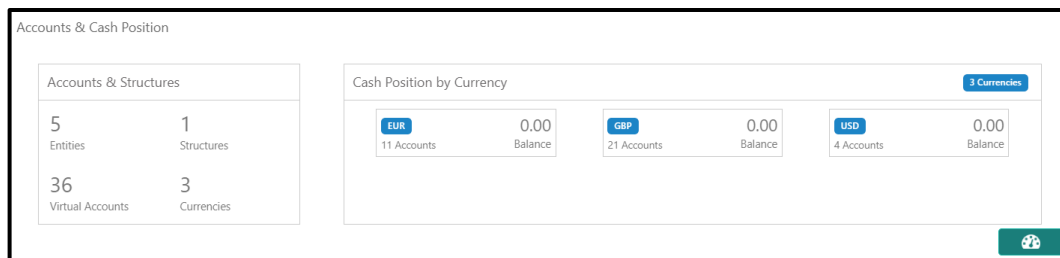 Accounts & Cash Position
Accounts & Structures
5 1
Entities Structures
36 3
Virtual Accounts Currencies
Cash Position by Currency 3 Currencies
EUR 0.00 GBP 0.00 USD 0.00
11 Accounts Balance 21 Accounts Balance 4 Accounts Balance